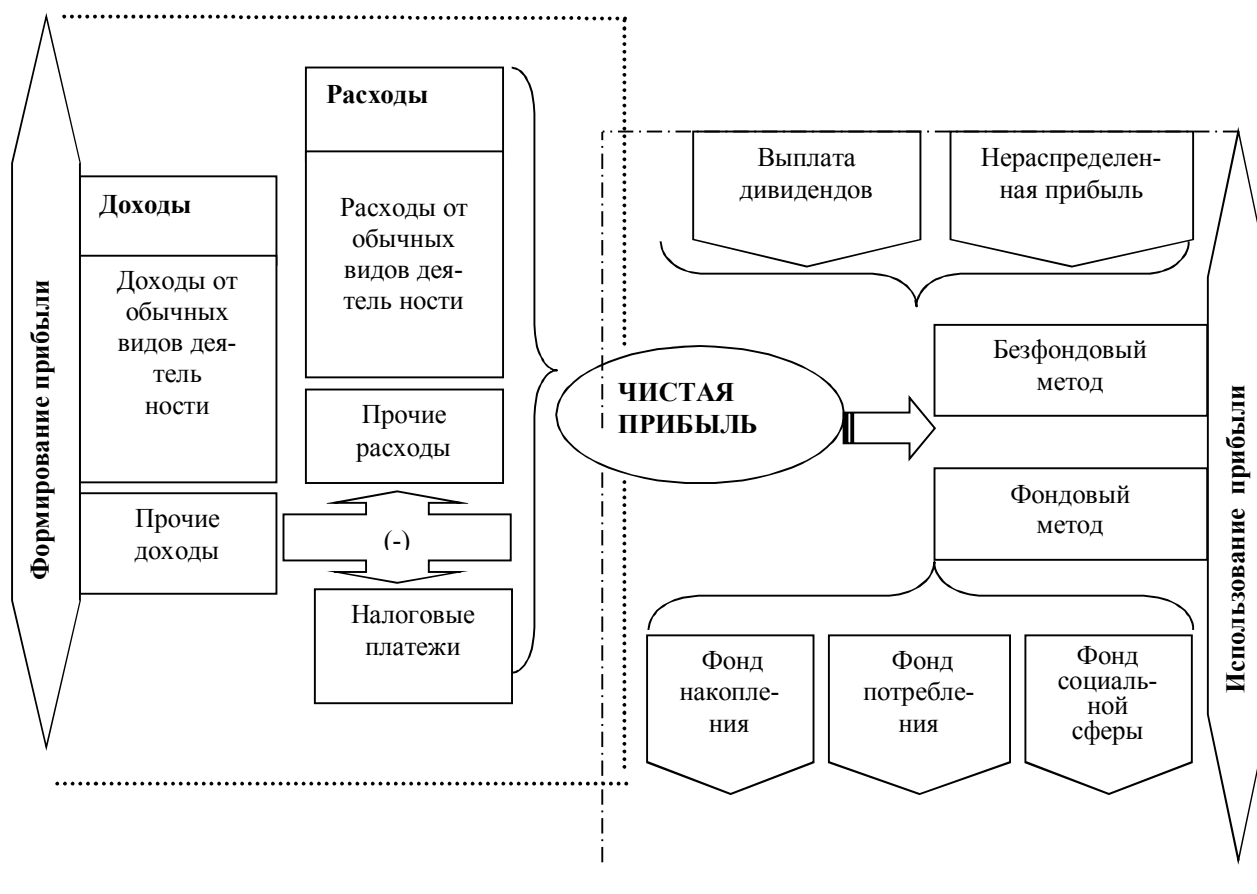 Формирование прибыли
Доходы
Доходы от
обычных
видов дея-
тель
ности
Прочие
доходы
Расходы
Расходы от
обычных
видов дея-
тель ности
Прочие
расходы
(-)
Налоговые
платежи
ЧИСТАЯ
ПРИБЫЛЬ
Выплата
дивидендов
Нераспределен-
ная прибыль
Безфондовый
метод
Фондовый
метод
Фонд
накопле-
ния
Фонд
потребле-
ния
Фонд
социаль-
ной
сферы
Использование прибыли